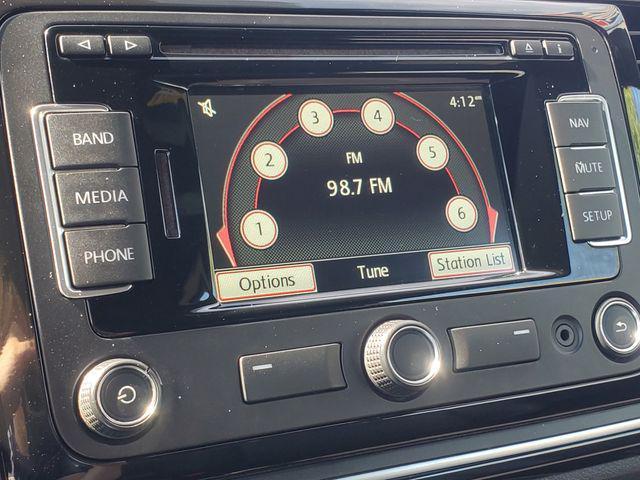 BAND
MEDIA
PHONE
4:12
3
4
2
5
1
6
FM
98.7 FM
Options
Tune
Station List
NAV
MUTE
SETUP
i